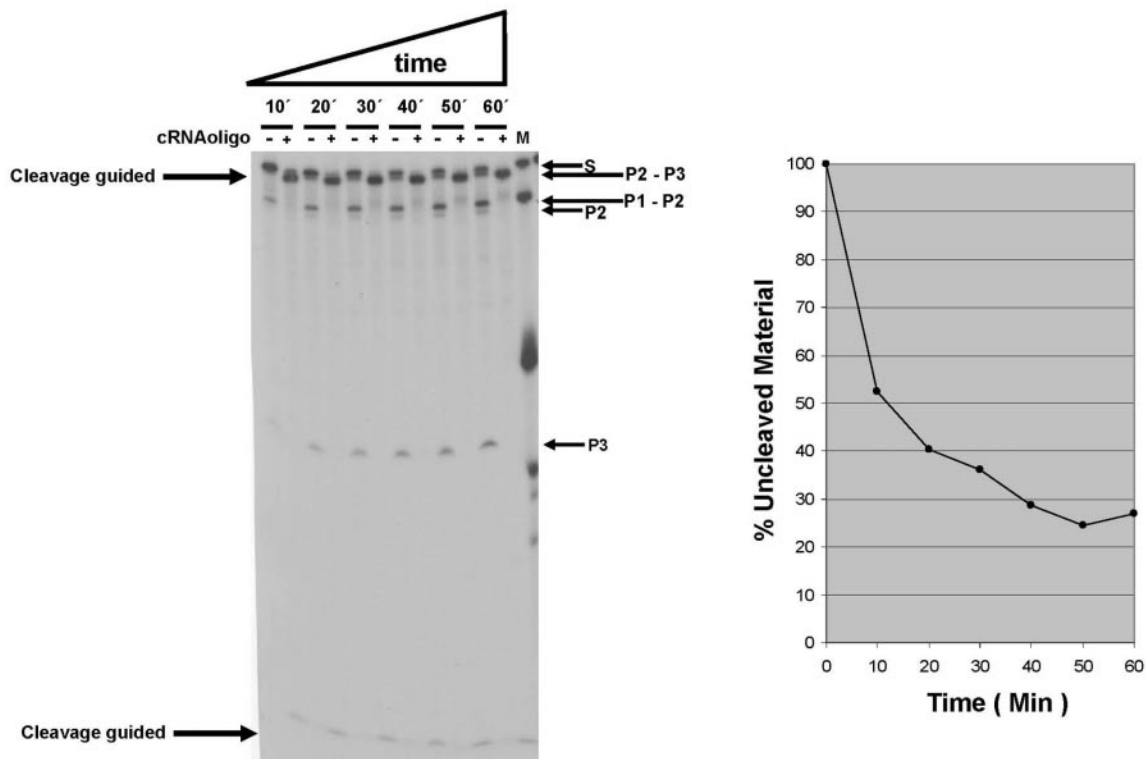 time
10´ 20´ 30´ 40´ 50´ 60´
cRNAoligo - + - + - + - + - + - + M
Cleavage guided
S
P2 - P3
P1 - P2
P2
P3
Cleavage guided
% Uncleaved Material
100
90
80
70
60
50
40
30
20
10
0
0 10 20 30 40 50 60
Time ( Min )